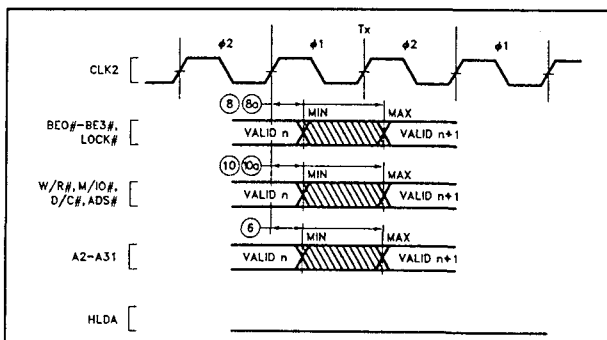 Tx
ϕ2 ϕ1 ϕ2 ϕ1
CLK2
8 8a
MIN MAX
BE0#-BE3#,
LOCK#
VALID n VALID n+1
10 10a
MIN MAX
W/R#, M/IO#,
D/C#, ADS#
VALID n VALID n+1
6
MIN MAX
A2-A31
VALID n VALID n+1
HLDA